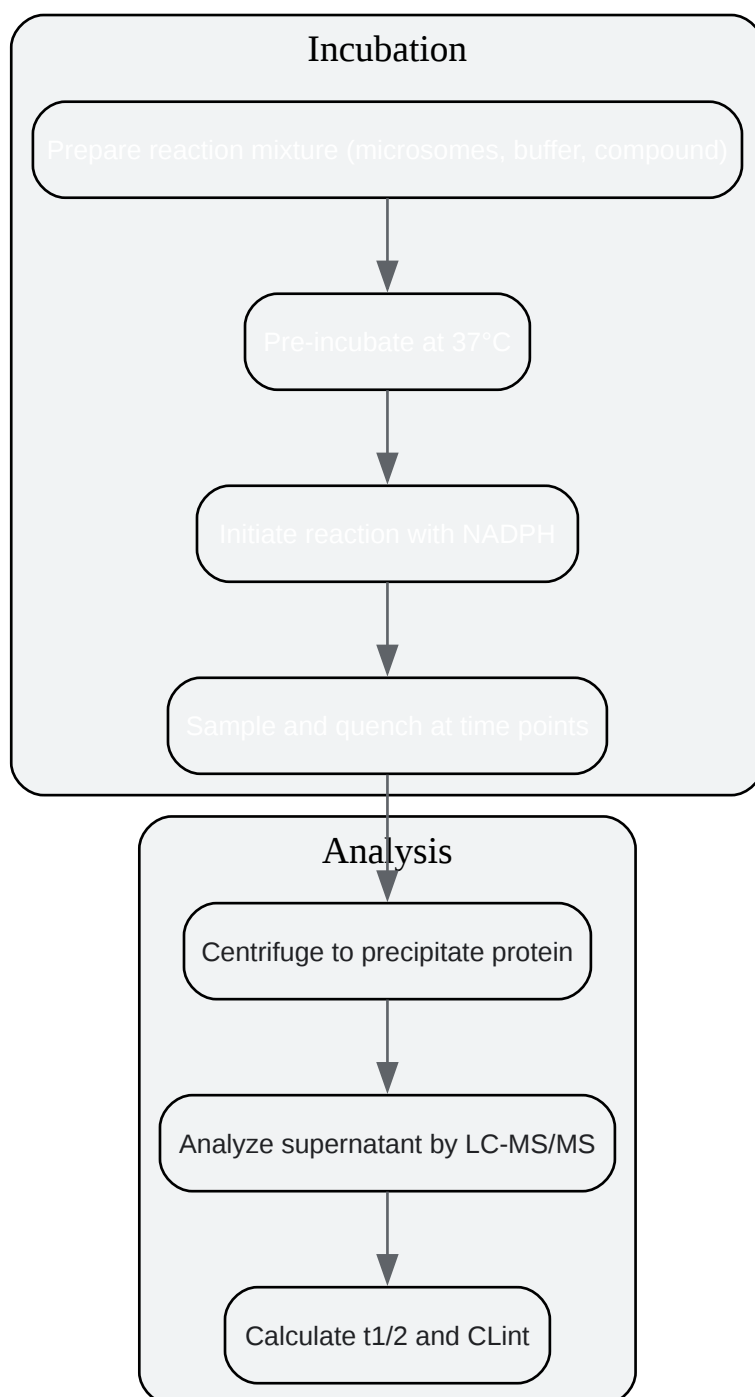 Incubation
Prepare reaction mixture (microsomes, buffer, compound)
Pre-incubate at 37°C
Initiate reaction with NADPH
Sample and quench at time points
Analysis
Centrifuge to precipitate protein
Analyze supernatant by LC-MS/MS
Calculate t1/2 and CLint